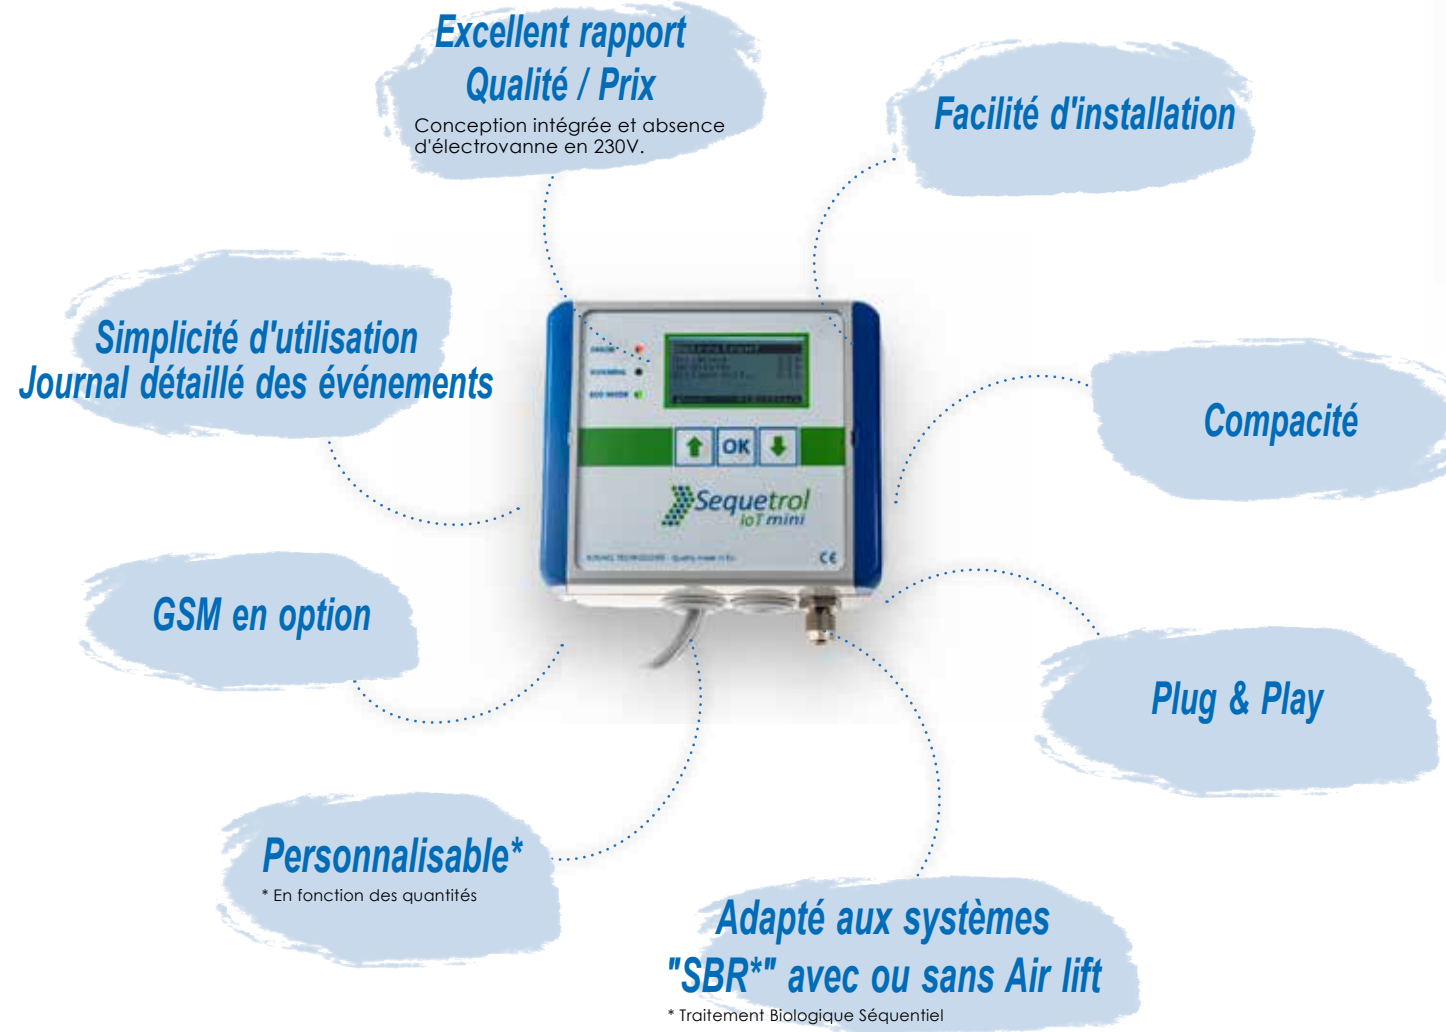 Excellent rapport
Qualité / Prix
Conception intégrée et absence
d'électrovanne en 230V.
Facilité d'installation
Simplicité d'utilisation
Journal détaillé des événements
Compacité
OK
Sequetrol
IoT mini
CE
GSM en option
Plug & Play
Personnalisable*
* En fonction des quantités
Adapté aux systèmes
"SBR*" avec ou sans Air lift
* Traitement Biologique Séquentiel